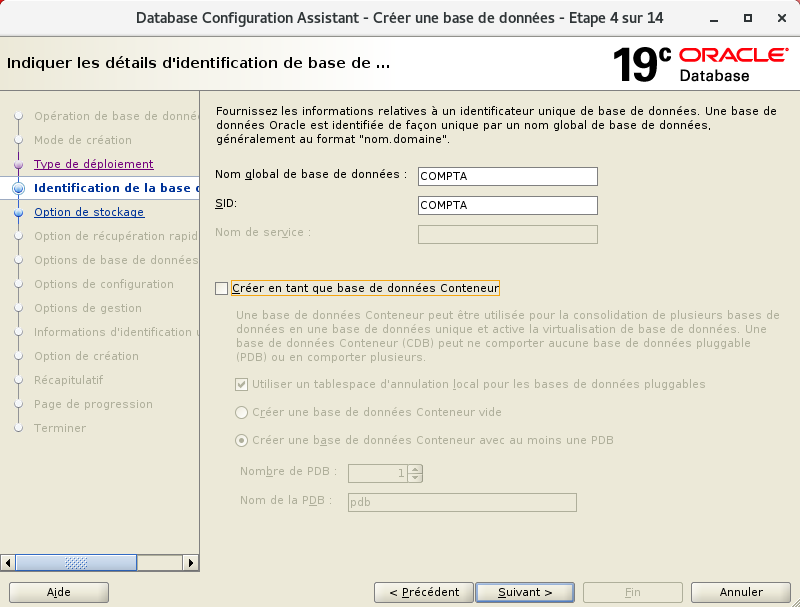 Database Configuration Assistant - Créer une base de données - Etape 4 sur 14
Indiquer les détails d'identification de base de ...
19c ORACLE
Database
Opération de base de donné
Mode de création
Type de déploiement
Identification de la base d
Option de stockage
Option de récupération rapid
Options de base de données
Options de configuration
Options de gestion
Informations d'identification u
Option de création
Récapitulatif
Page de progression
Terminer
Fournissez les informations relatives à un identificateur unique de base de données. Une base de
données Oracle est identifiée de façon unique par un nom global de base de données,
généralement au format "nom.domaine".
Nom global de base de données : COMPTA
SID: COMPTA
Nom de service :
Créer en tant que base de données Conteneur
Une base de données Conteneur peut être utilisée pour la consolidation de plusieurs bases de
données en une base de données unique et active la virtualisation de base de données. Une
base de données Conteneur (CDB) peut ne comporter aucune base de données pluggable
(PDB) ou en comporter plusieurs.
Utiliser un tablespace d'annulation local pour les bases de données pluggables
Créer une base de données Conteneur vide
Créer une base de données Conteneur avec au moins une PDB
Nombre de PDB : 1
Nom de la PDB : pdb
Aide
< Précédent
Suivant >
Fin
Annuler